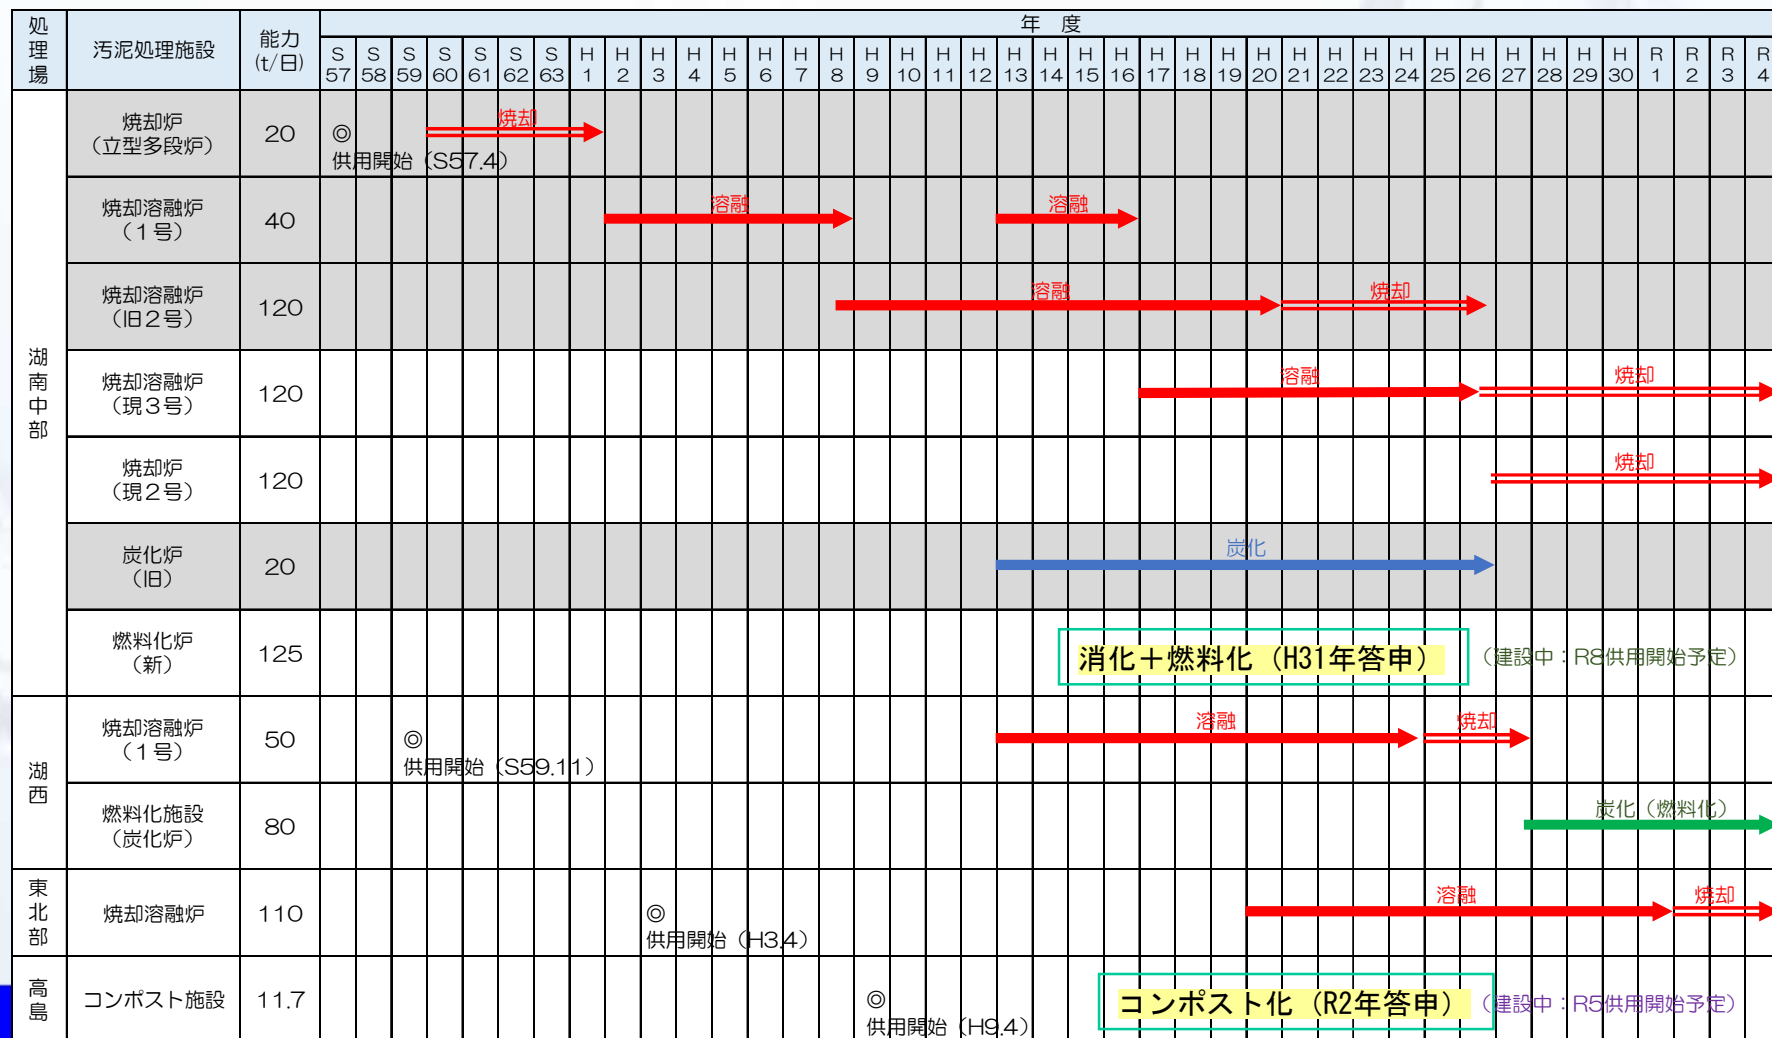 処理場 汚泥処理施設 能力(t/日) 年 度
S57 S58 S59 S60 S61 S62 S63 H1 H2 H3 H4 H5 H6 H7 H8 H9 H10 H11 H12 H13 H14 H15 H16 H17 H18 H19 H20 H21 H22 H23 H24 H25 H26 H27 H28 H29 H30 R1 R2 R3 R4
湖南中部
焼却炉
（立型多段炉）
20
◎
供用開始（S57.4）
焼却
焼却溶融炉
（１号）
40
溶融
溶融
焼却溶融炉
（旧２号）
120
溶融
焼却
焼却溶融炉
（現３号）
120
溶融
焼却
焼却炉
（現２号）
120
焼却
炭化炉
（旧）
20
炭化
燃料化炉
（新）
125
消化＋燃料化（H31年答申）
（建設中：R8供用開始予定）
湖西
焼却溶融炉
（１号）
50
◎
供用開始（S59.11）
溶融
焼却
燃料化施設
（炭化炉）
80
炭化（燃料化）
東北部
焼却溶融炉
110
◎
供用開始（H3.4）
溶融
焼却
高島
コンポスト施設
11.7
◎
供用開始（H9.4）
コンポスト化（R2年答申）
（建設中：R5供用開始予定）